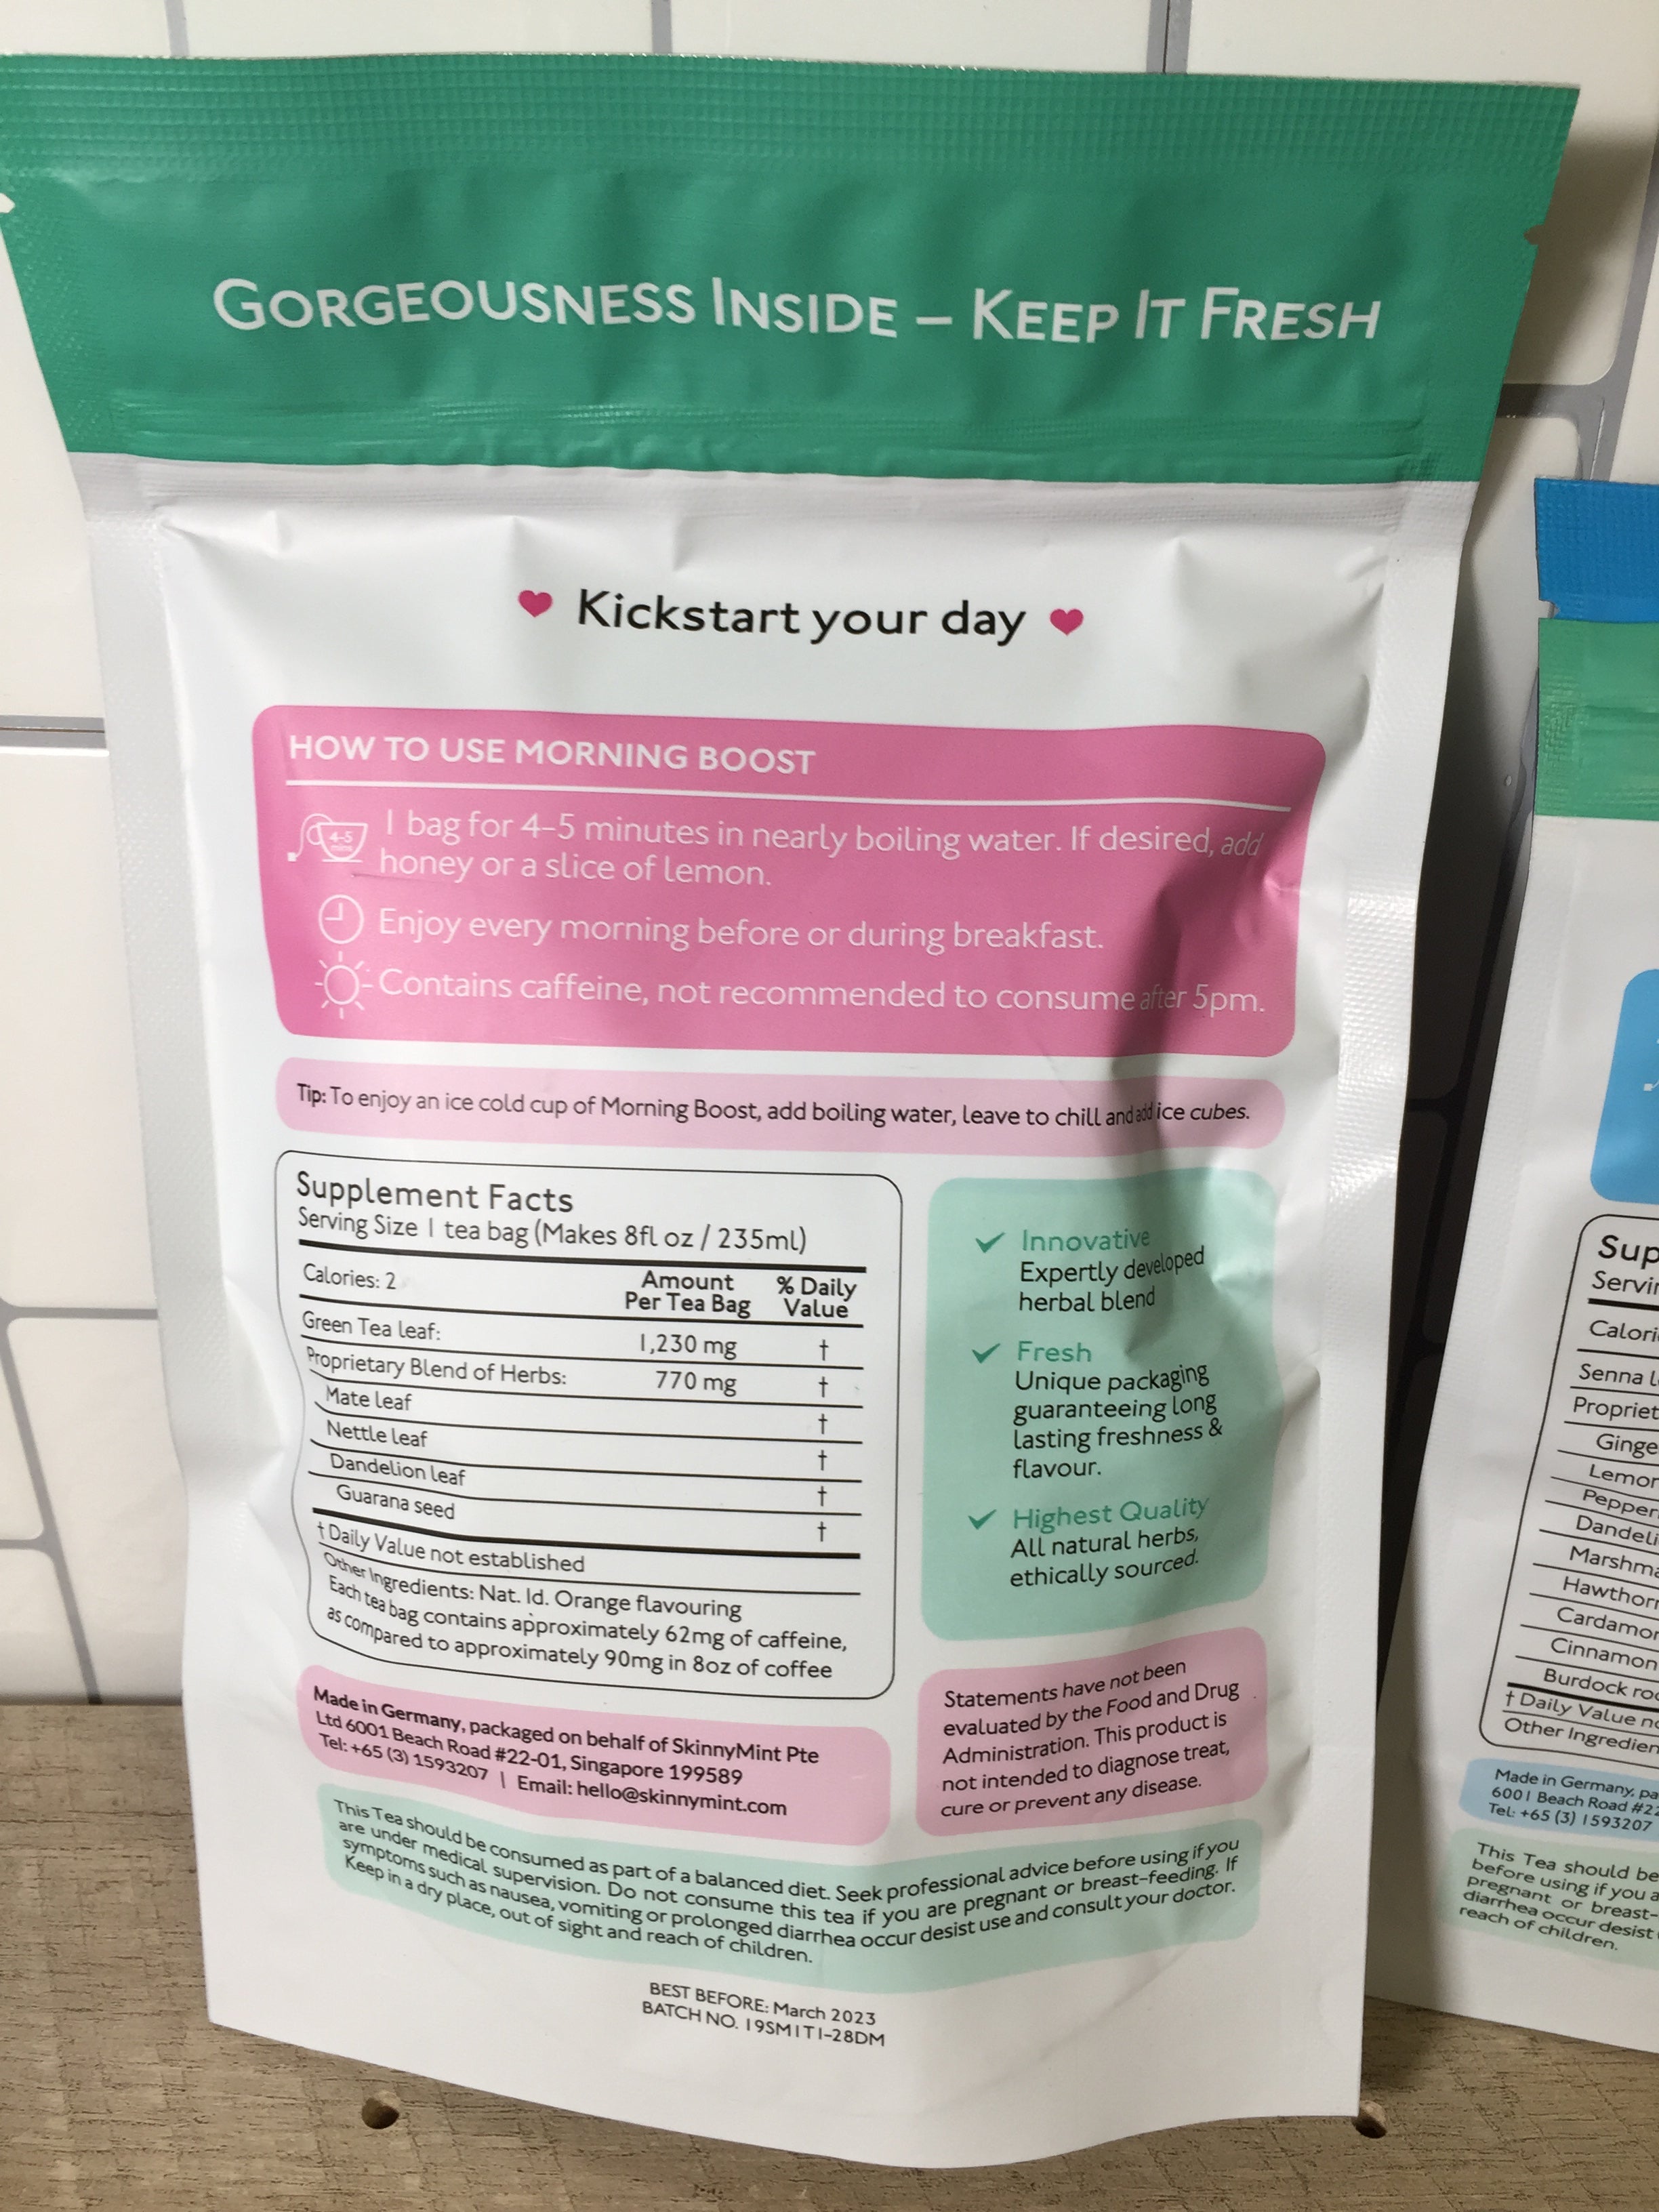 GORGEOUSNESS INSIDE – KEEP IT FRESH
Kickstart your day
HOW TO USE MORNING BOOST
4-5
mins
1 bag for 4-5 minutes in nearly boiling water. If desired, add
honey or a slice of lemon.
Enjoy every morning before or during breakfast.
Contains caffeine, not recommended to consume after 5pm.
Tip: To enjoy an ice cold cup of Morning Boost, add boiling water, leave to chill and add ice cubes.
Supplement Facts
Serving Size 1 tea bag (Makes 8fl oz / 235ml)
Calories: 2 Amount Per Tea Bag % Daily Value
Green Tea leaf: 1,230 mg †
Proprietary Blend of Herbs: 770 mg †
Mate leaf †
Nettle leaf †
Dandelion leaf †
Guarana seed †
† Daily Value not established
Other Ingredients: Nat. Id. Orange flavouring
Each tea bag contains approximately 62mg of caffeine,
as compared to approximately 90mg in 8oz of coffee
Innovative
Expertly developed
herbal blend
Fresh
Unique packaging
guaranteeing long
lasting freshness &
flavour.
Highest Quality
All natural herbs,
ethically sourced.
Made in Germany, packaged on behalf of SkinnyMint Pte
Ltd 6001 Beach Road #22-01, Singapore 199589
Tel: +65 (3) 1593207 | Email: hello@skinnymint.com
Statements have not been
evaluated by the Food and Drug
Administration. This product is
not intended to diagnose treat,
cure or prevent any disease.
This Tea should be consumed as part of a balanced diet. Seek professional advice before using if you
are under medical supervision. Do not consume this tea if you are pregnant or breast-feeding. If
symptoms such as nausea, vomiting or prolonged diarrhea occur desist use and consult your doctor.
Keep in a dry place, out of sight and reach of children.
BEST BEFORE: March 2023
BATCH NO. 19SM1T1-28DM
Sup
Servin
Calori
Senna l
Propriet
Ginge
Lemor
Pepper
Dandeli
Marshma
Hawthor
Cardamo
Cinnamon
Burdock ro
† Daily Value no
Other Ingredien
Made in Germany, pa
6001 Beach Road #22
Tel: +65 (3) 1593207
This Tea should be
before using if you a
pregnant or breast-
diarrhea occur desist
reach of children.